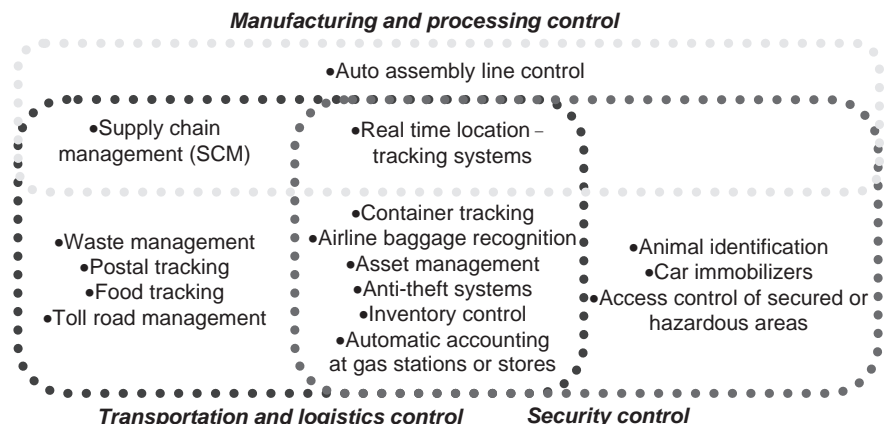 Manufacturing and processing control
•Auto assembly line control
•Supply chain
management (SCM)
•Real time location –
tracking systems
•Waste management
•Postal tracking
•Food tracking
•Toll road management
•Container tracking
•Airline baggage recognition
•Asset management
•Anti-theft systems
•Inventory control
•Automatic accounting
at gas stations or stores
•Animal identification
•Car immobilizers
•Access control of secured or
hazardous areas
Transportation and logistics control
Security control